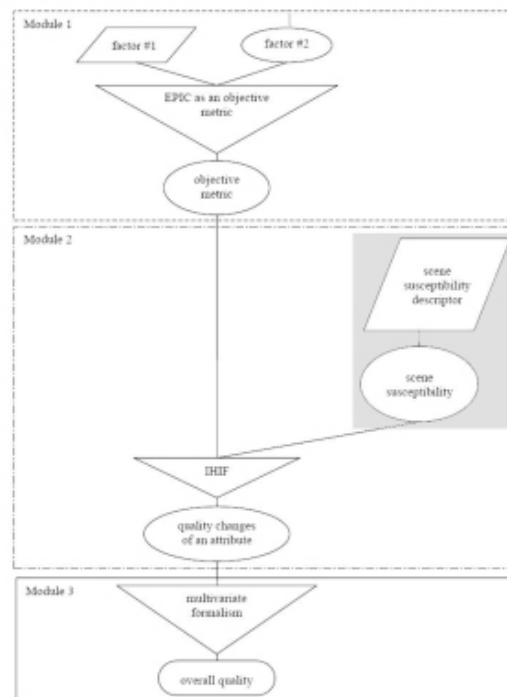 Module 1
factor #1
factor #2
EPIC as an objective
metric
objective
metric
Module 2
scene
susceptibility
descriptor
scene
susceptibility
IHIF
quality changes
of an attribute
Module 3
multivariate
formalism
overall quality